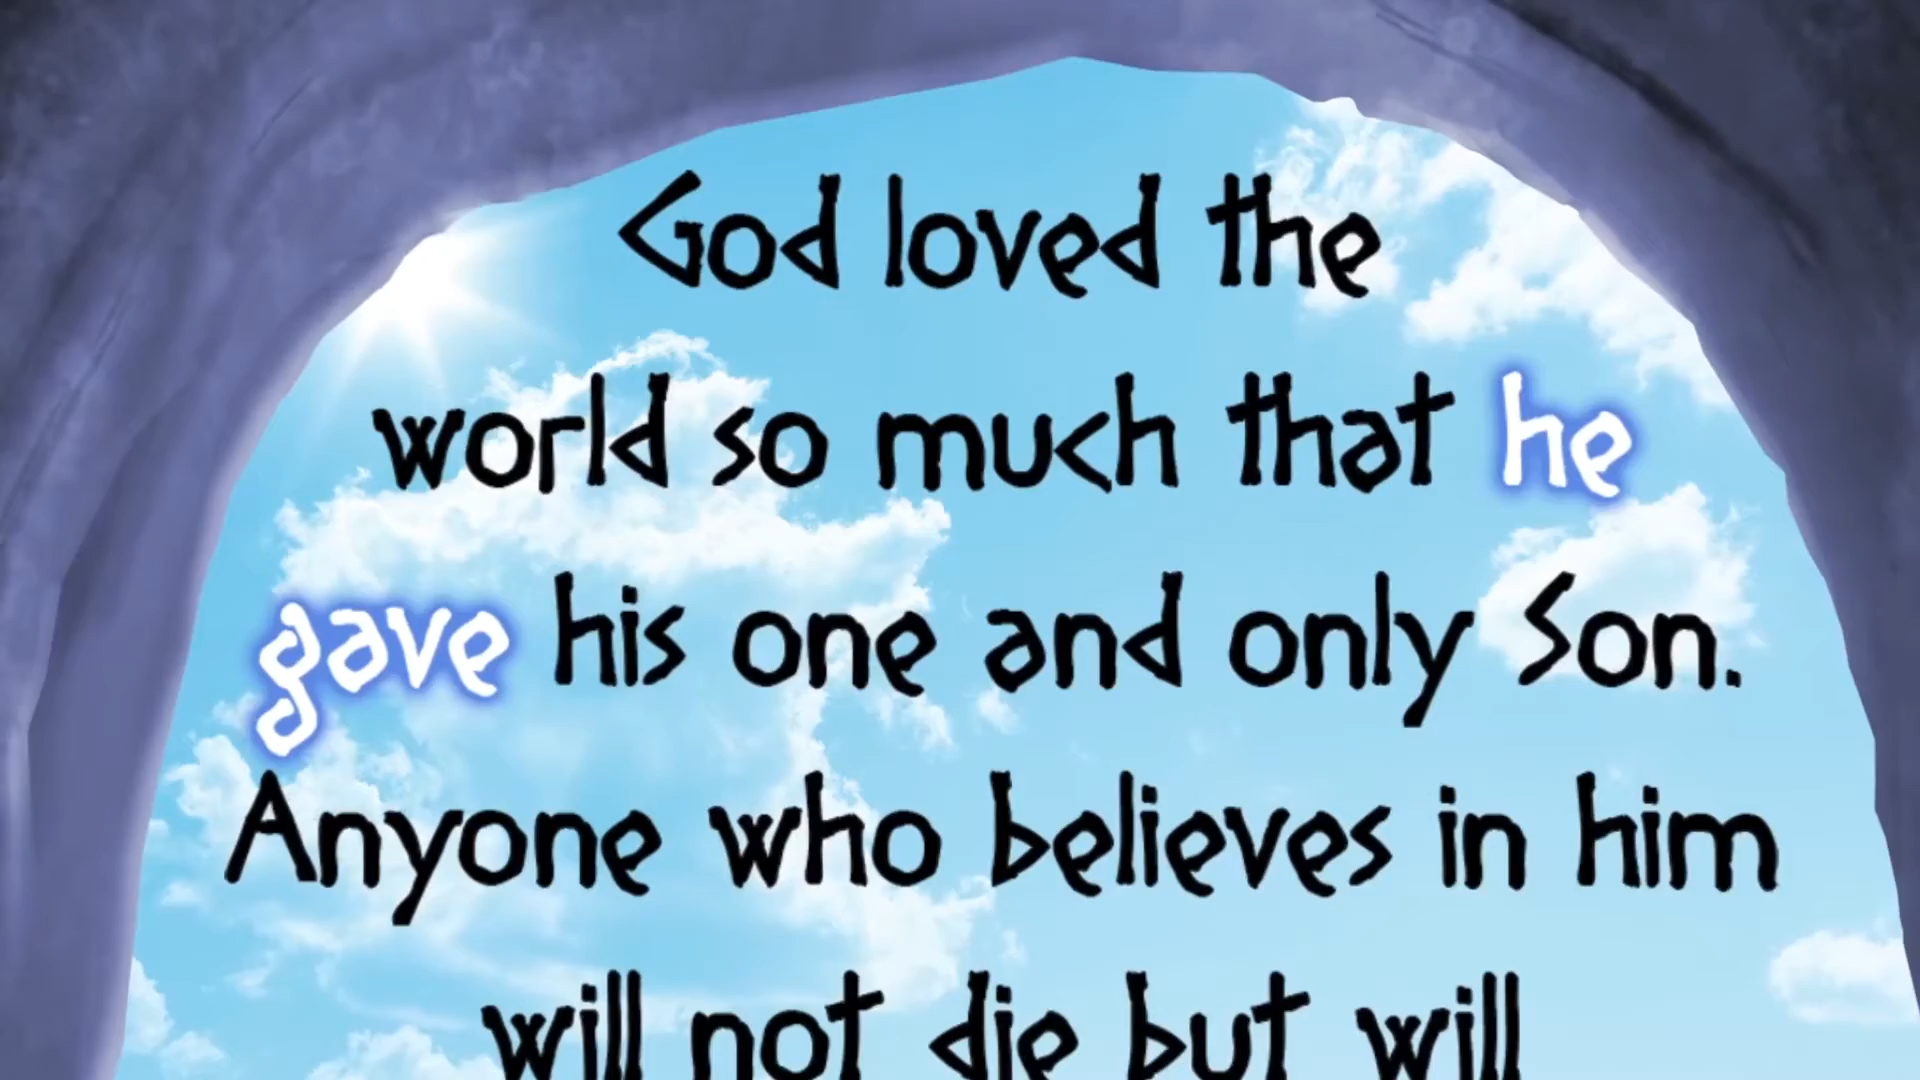 God loved the
world so much that he
gave his one and only Son.
Anyone who believes in him
will not die but will